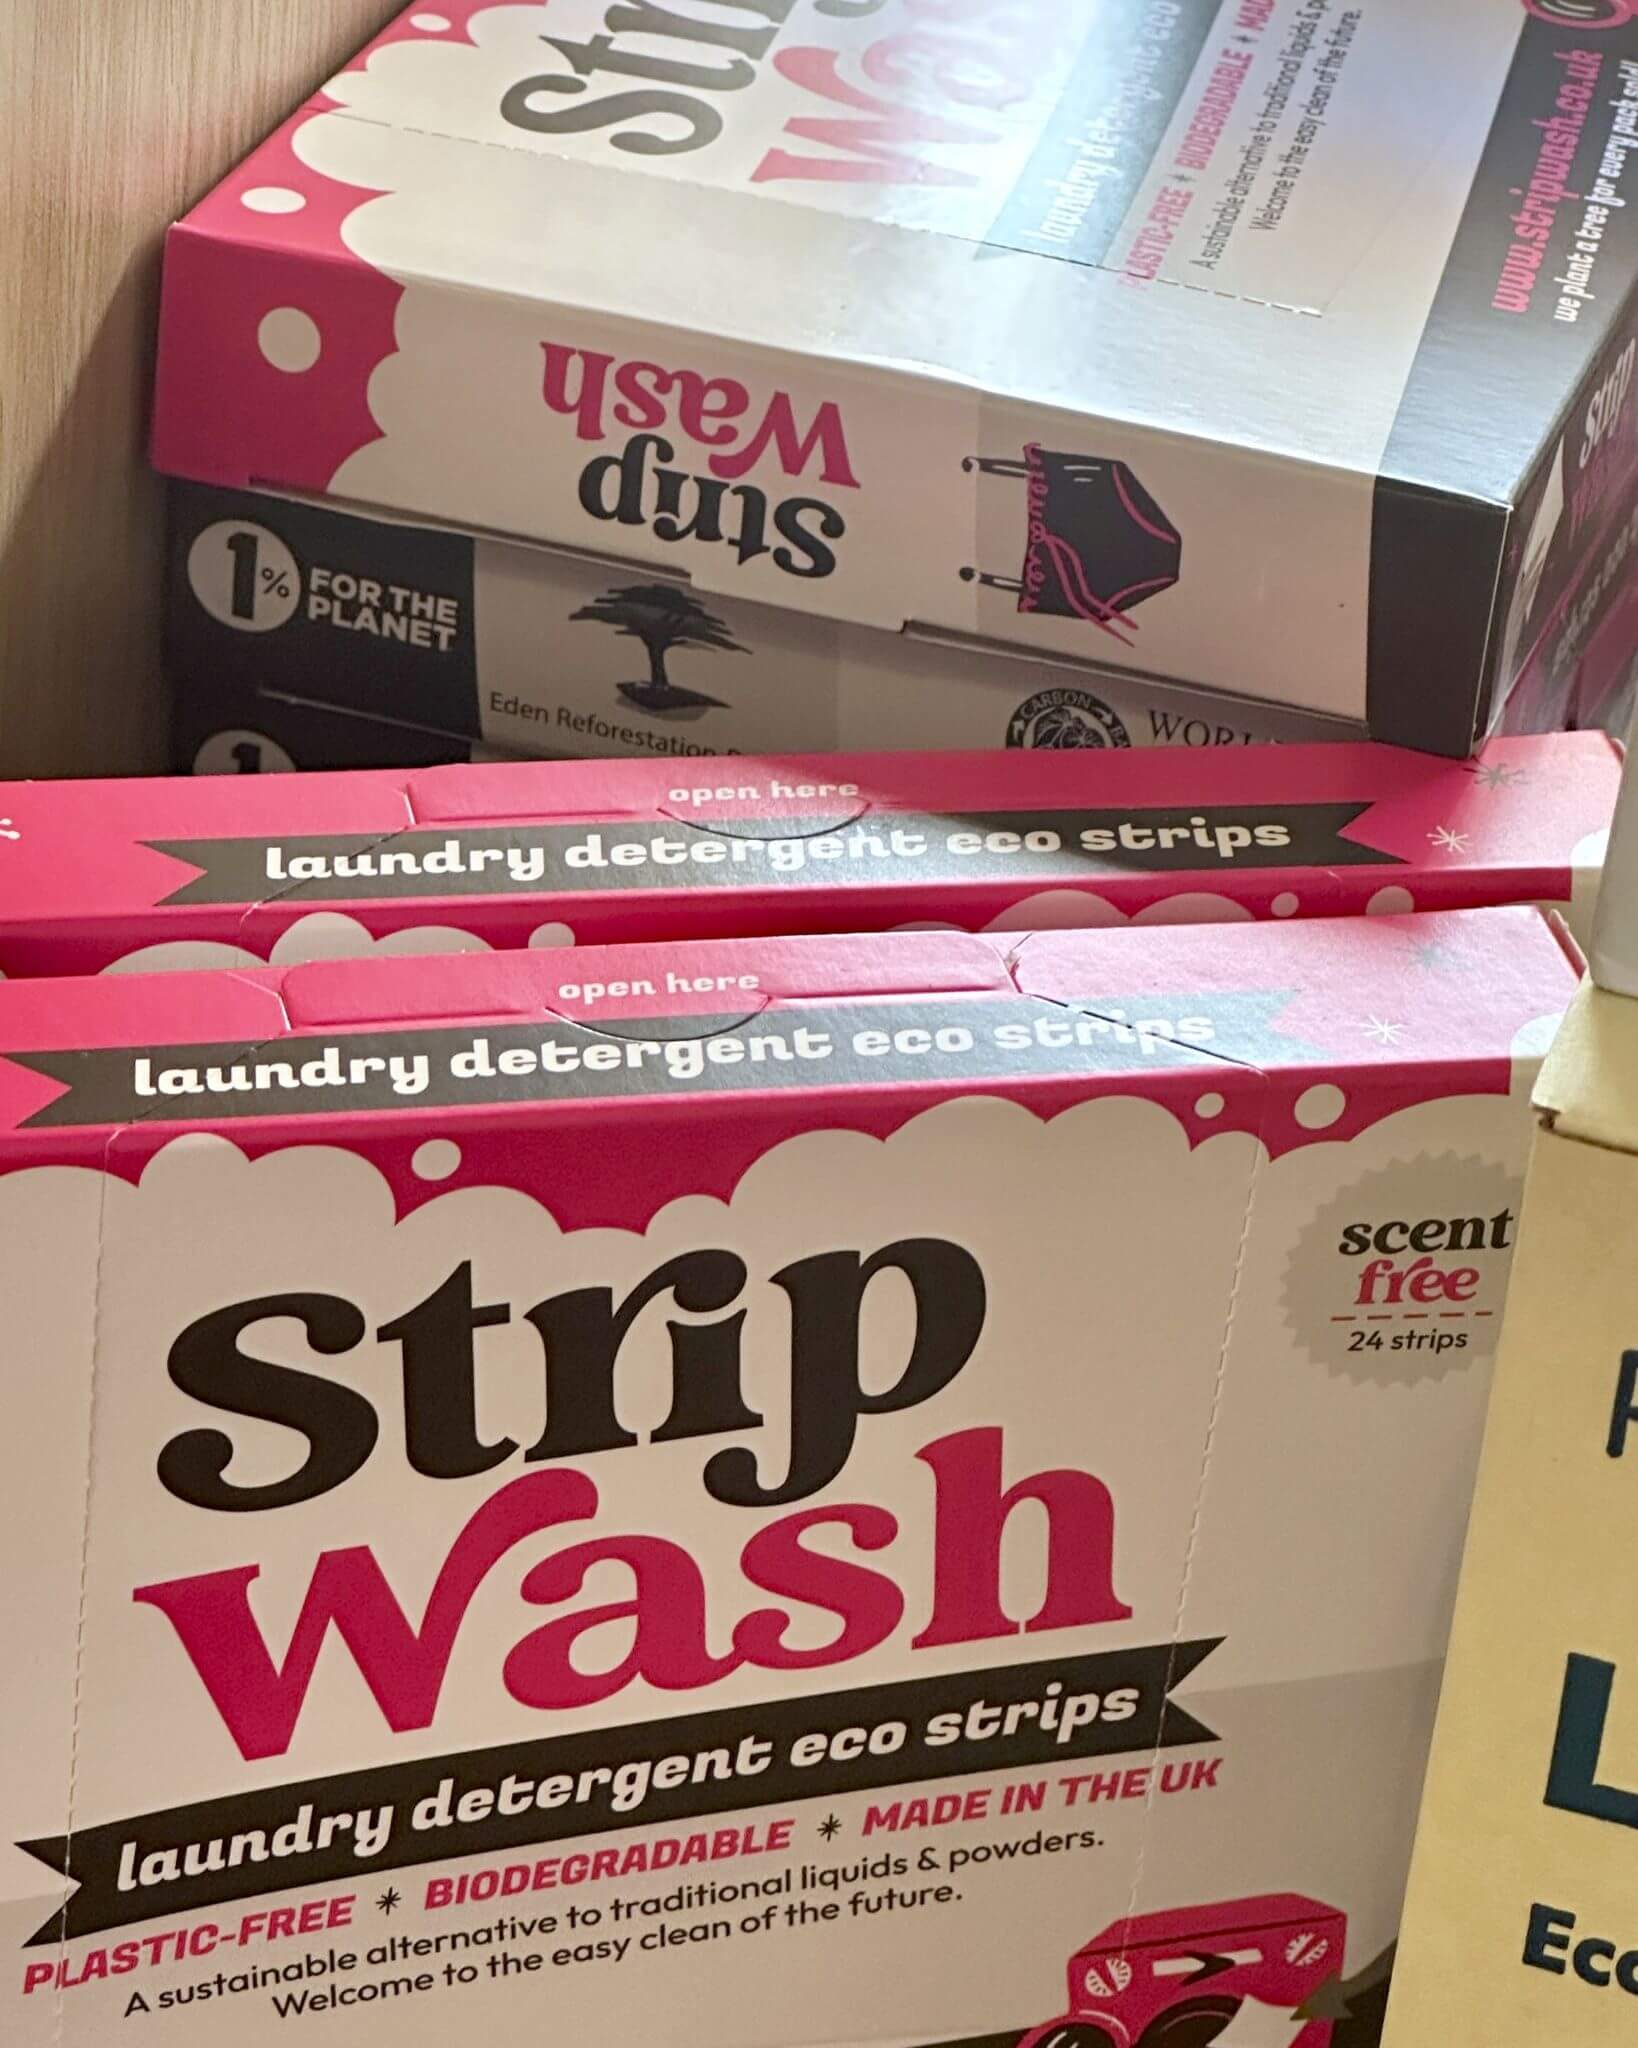 Wash
laundry detergent eco
PLASTIC-FREE * BIODEGRADABLE *
A sustainable alternative to traditional liquids &
Welcome to the easy clean of the future.
www.stripwash.co.uk
we plant a tree for every pack sold!
Strip
Wash
Strip
1% FOR THE
PLANET
Eden Reforestation
CARBON
open here
laundry detergent eco strips
open here
laundry detergent eco strips
scent
free
24 strips
Strip
Wash
laundry detergent eco strips
PLASTIC-FREE * BIODEGRADABLE * MADE IN THE UK
A sustainable alternative to traditional liquids & powders.
Welcome to the easy clean of the future.